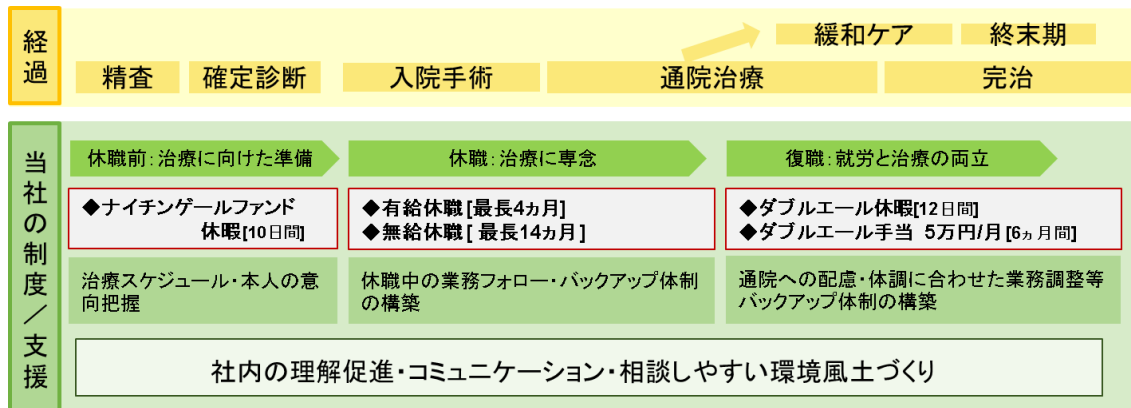 経過
緩和ケア
終末期
精査
確定診断
入院手術
通院治療
完治
当社の制度／支援
休職前：治療に向けた準備
休職：治療に専念
復職：就労と治療の両立
◆ナイチンゲールファンド
休暇[10日間]
◆有給休職[最長4ヵ月]
◆無給休職[ 最長14ヵ月]
◆ダブルエール休暇[12日間]
◆ダブルエール手当 5万円/月[6ヵ月間]
治療スケジュール・本人の意
向把握
休職中の業務フォロー・バックアップ体制
の構築
通院への配慮・体調に合わせた業務調整等
バックアップ体制の構築
社内の理解促進・コミュニケーション・相談しやすい環境風土づくり